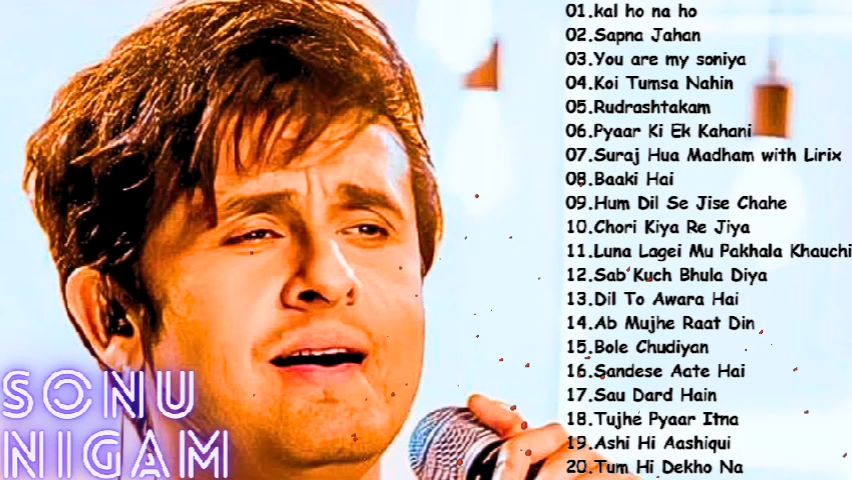 01.kal ho na ho
02.Sapna Jahan
03.You are my soniya
04.Koi Tumsa Nahin
05.Rudrashtakam
06.Pyaar Ki Ek Kahani
07.Suraj Hua Madham with Lirix
08.Baaki Hai
09.Hum Dil Se Jise Chahe
10.Chori Kiya Re Jiya
11.Luna Lagei Mu Pakhala Khauchi
12.Sab Kuch Bhula Diya
13.Dil To Awara Hai
14.Ab Mujhe Raat Din
15.Bole Chudiyan
16.Sandese Aate Hai
17.Sau Dard Hain
18.Tujhe Pyaar Itna
19.Ashi Hi Aashiqui
20.Tum Hi Dekho Na
SONU
NIGAM